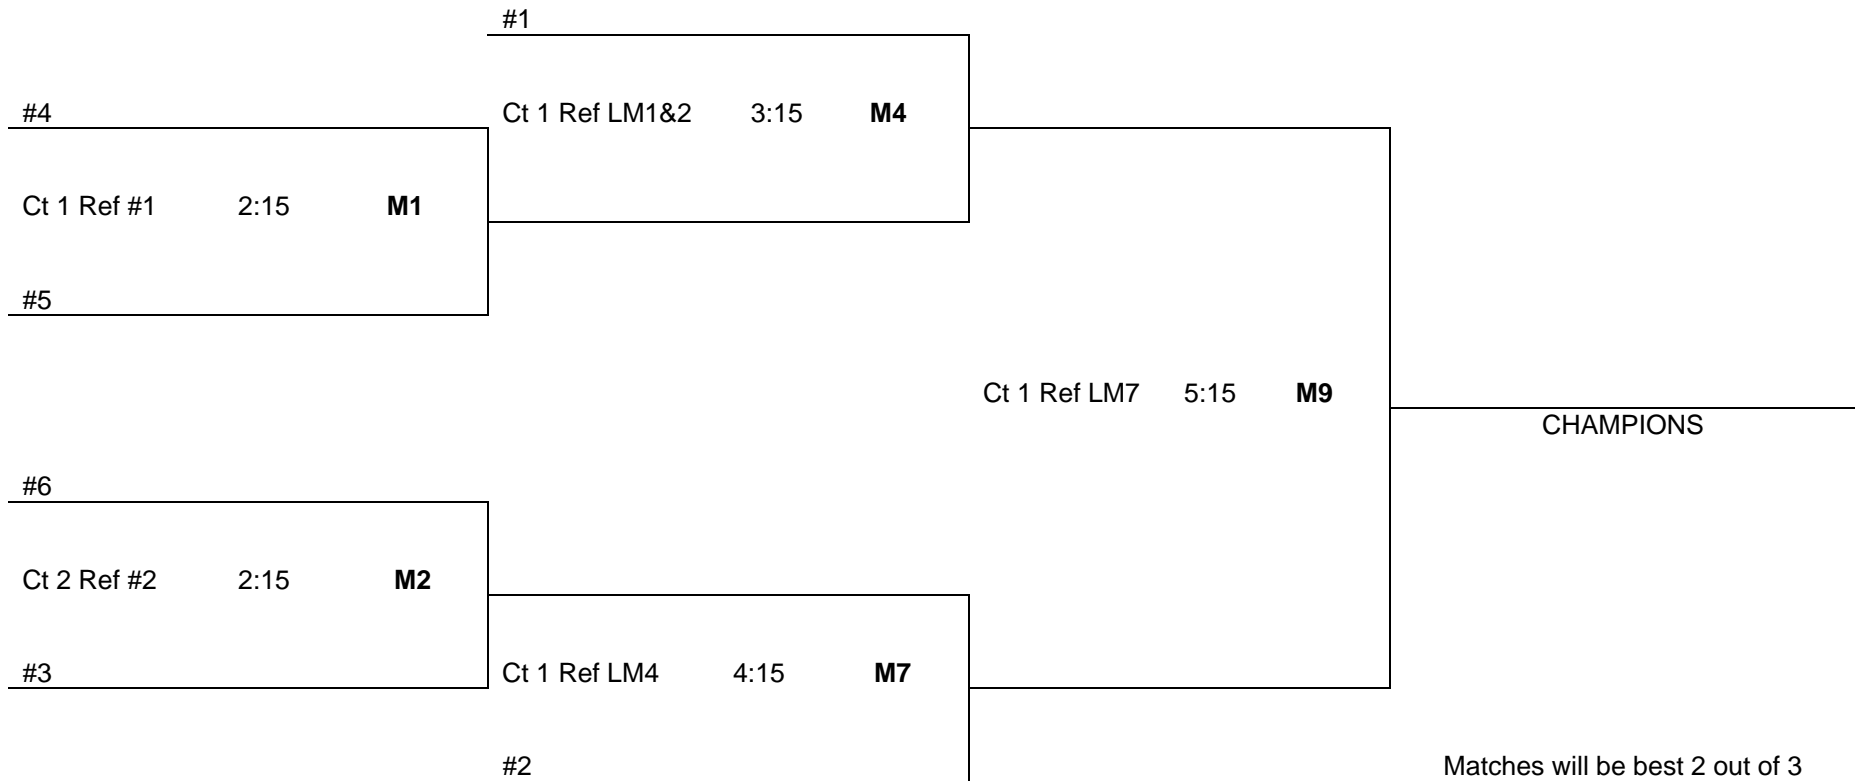 #1
#4
Ct 1 Ref LM1&2 3:15 M4
Ct 1 Ref #1 2:15 M1
#5
Ct 1 Ref LM7 5:15 M9
CHAMPIONS
#6
Ct 2 Ref #2 2:15 M2
#3
Ct 1 Ref LM4 4:15 M7
#2
Matches will be best 2 out of 3